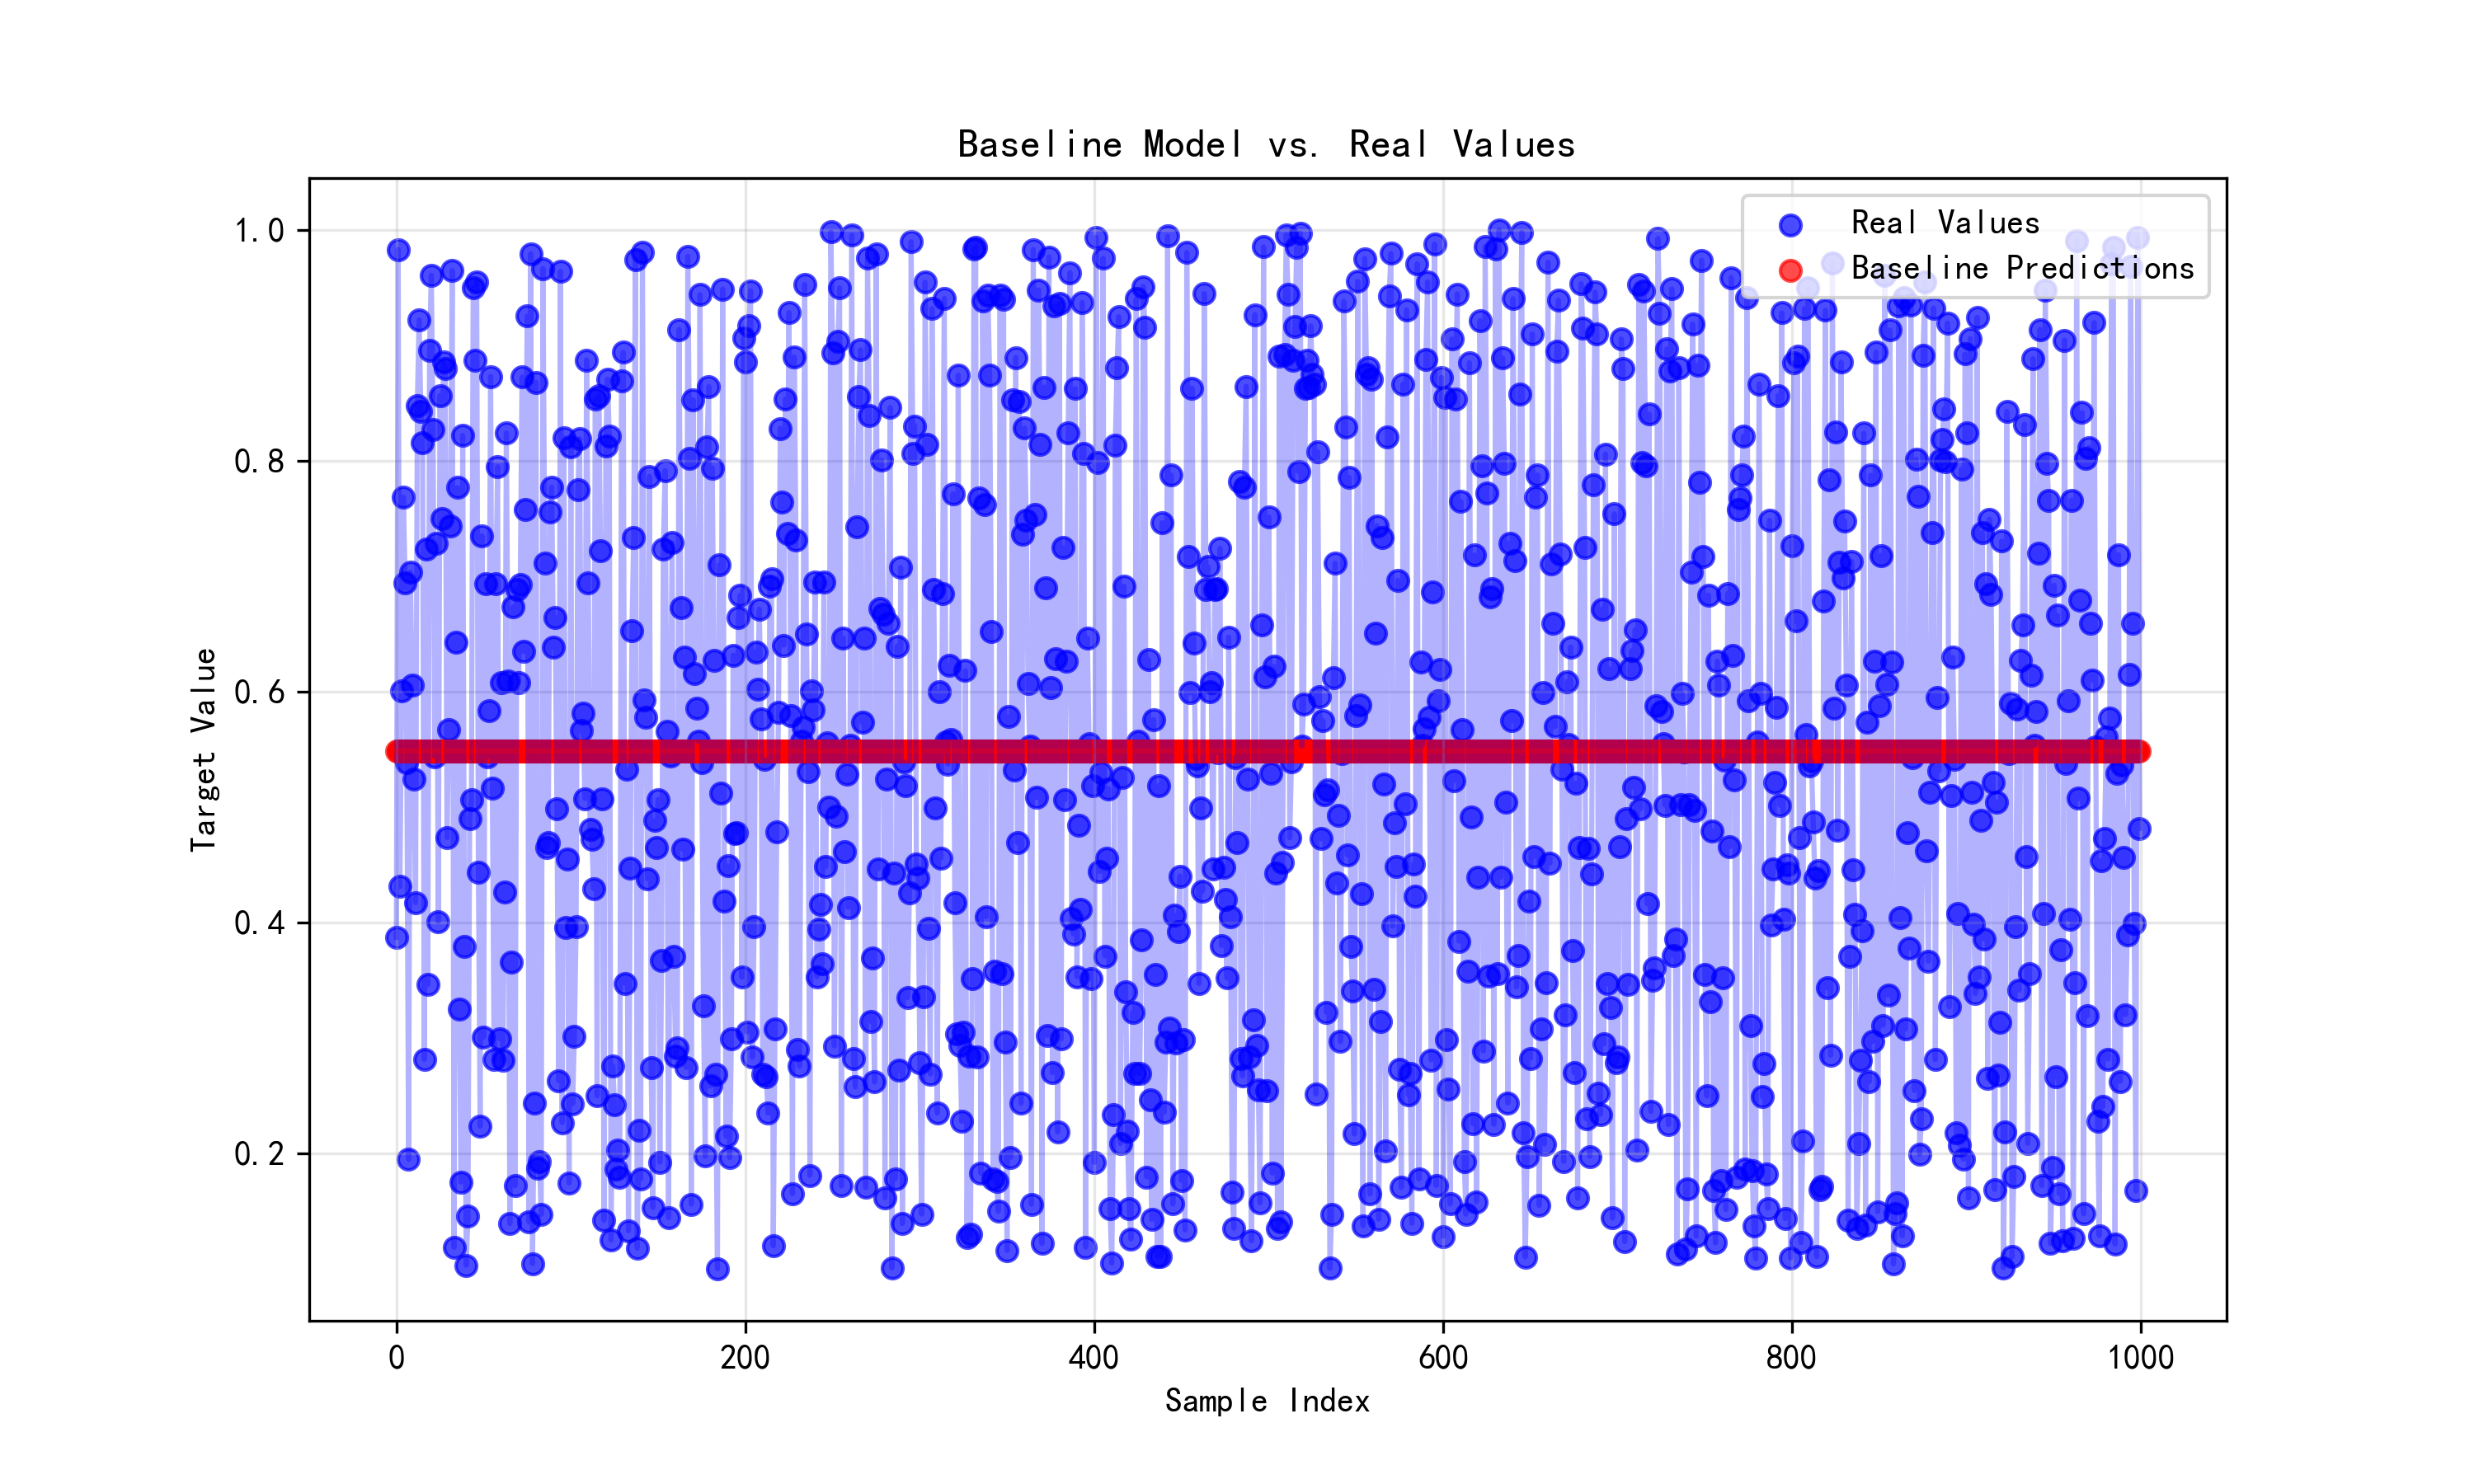 Baseline Model vs. Real Values
Real Values
Baseline Predictions
1.0
0.8
0.6
0.4
0.2
Target Value
0
200
400
600
800
1000
Sample Index